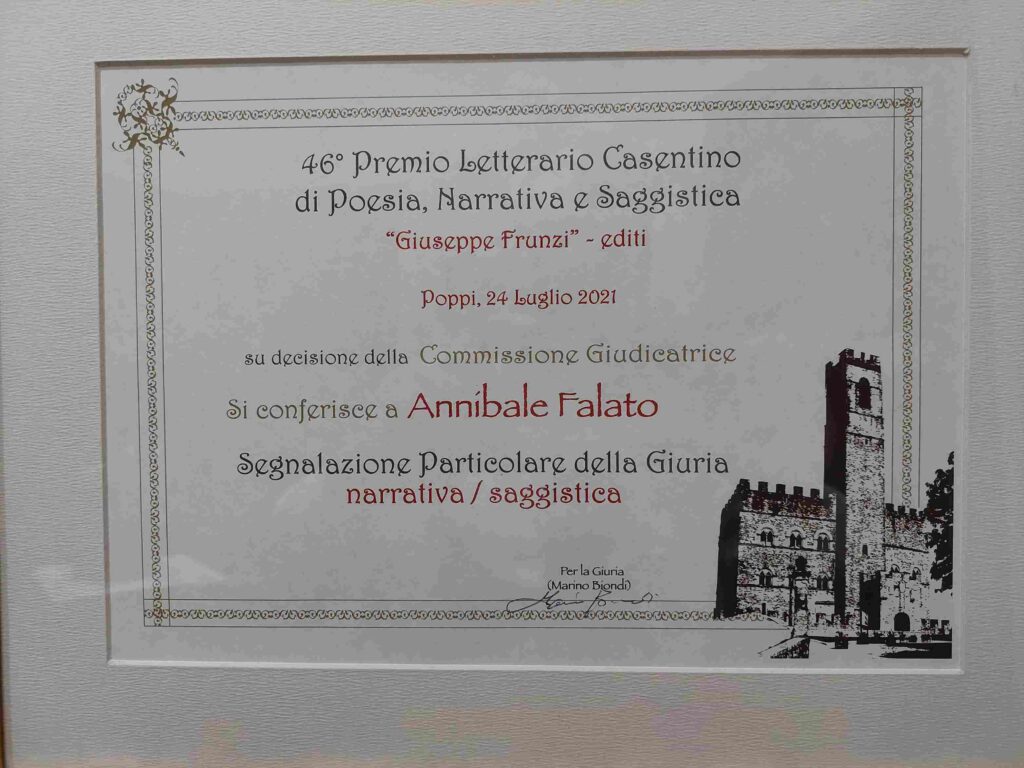 46° Premio Letterario Casentino
di Poesia, Narrativa e Saggistica
“Giuseppe Frunzi” - editi
Poppi, 24 Luglio 2021
su decisione della Commissione Giudicatrice
Si conferisce a Annibale Falato
Segnalazione Particolare della Giuria
narrativa / saggistica
Per la Giuria
(Marino Biondi)